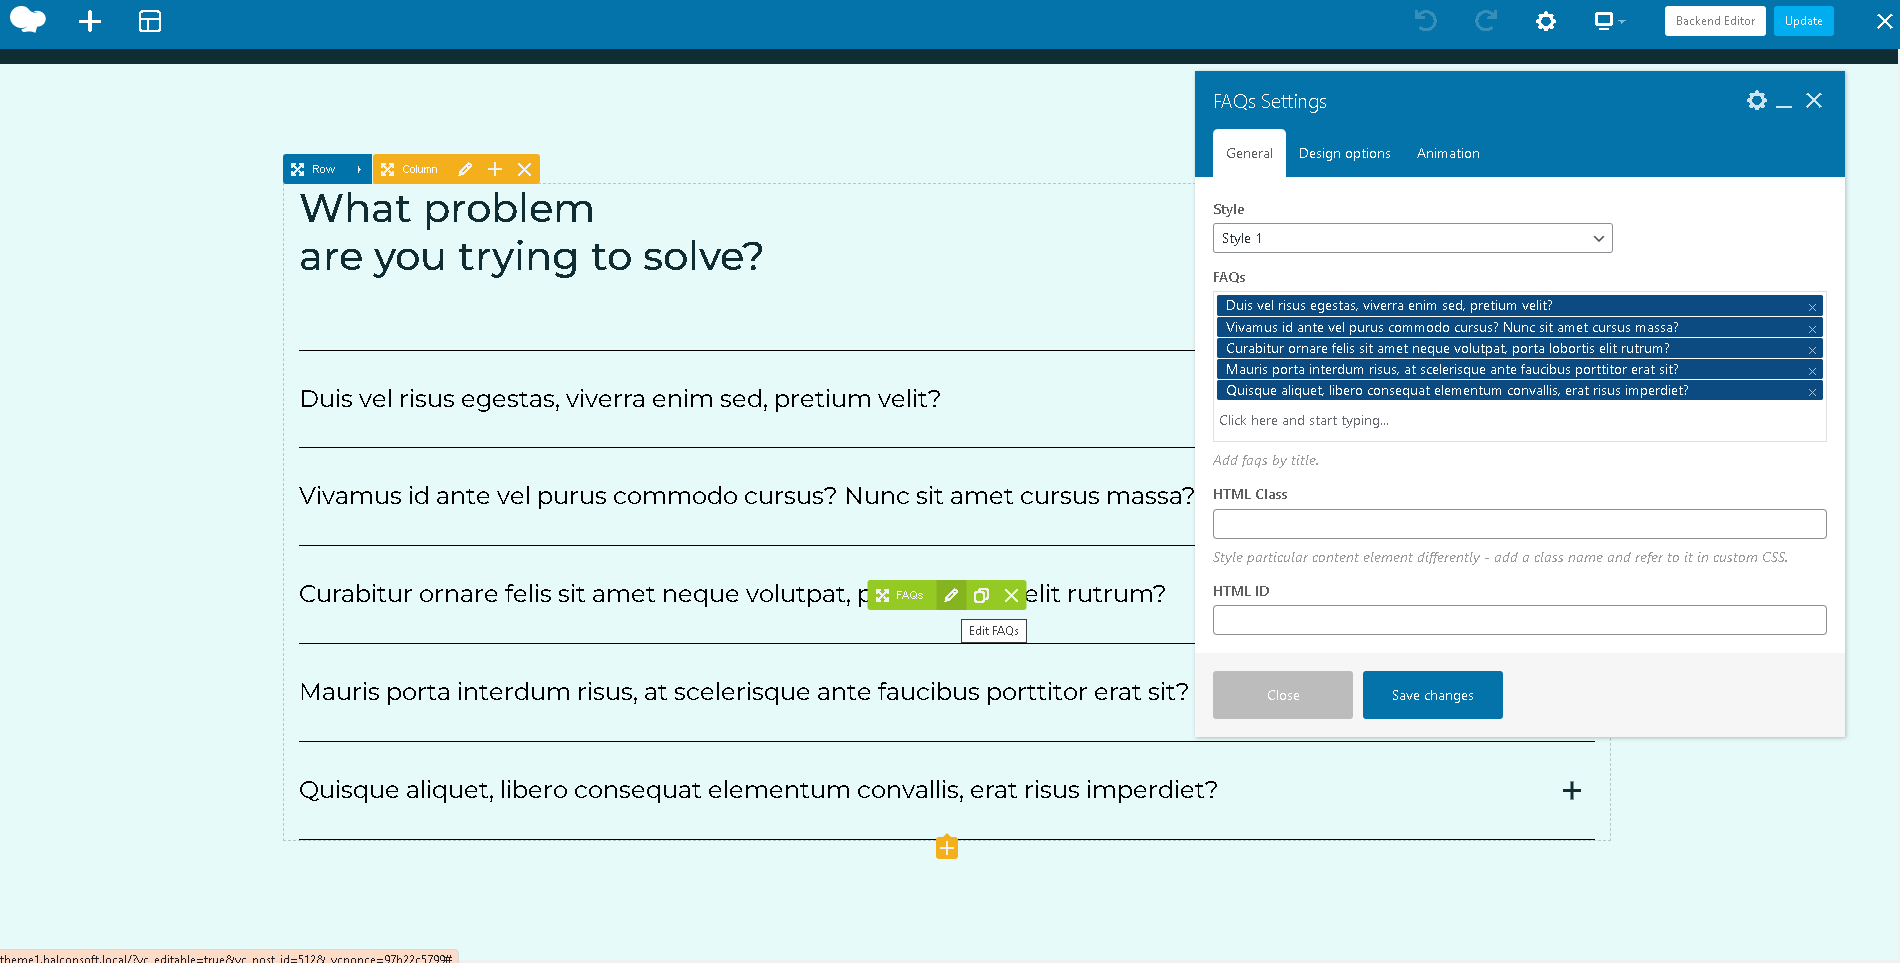 Backend Editor
Update
Row
Column
What problem
are you trying to solve?
Duis vel risus egestas, viverra enim sed, pretium velit?
Vivamus id ante vel purus commodo cursus? Nunc sit amet cursus massa?
Curabitur ornare felis sit amet neque volutpat, p
FAQs
elit rutrum?
Edit FAQs
Mauris porta interdum risus, at scelerisque ante faucibus porttitor erat sit?
Quisque aliquet, libero consequat elementum convallis, erat risus imperdiet?
FAQs Settings
General
Design options
Animation
Style
Style 1
FAQs
Duis vel risus egestas, viverra enim sed, pretium velit?
Vivamus id ante vel purus commodo cursus? Nunc sit amet cursus massa?
Curabitur ornare felis sit amet neque volutpat, porta lobortis elit rutrum?
Mauris porta interdum risus, at scelerisque ante faucibus porttitor erat sit?
Quisque aliquet, libero consequat elementum convallis, erat risus imperdiet?
Click here and start typing...
Add faqs by title.
HTML Class
Style particular content element differently - add a class name and refer to it in custom CSS.
HTML ID
Close
Save changes
theme1.balconsoft.local/?vc_editable=true&vc_post_id=512&_vcnonce=97b22c5799#